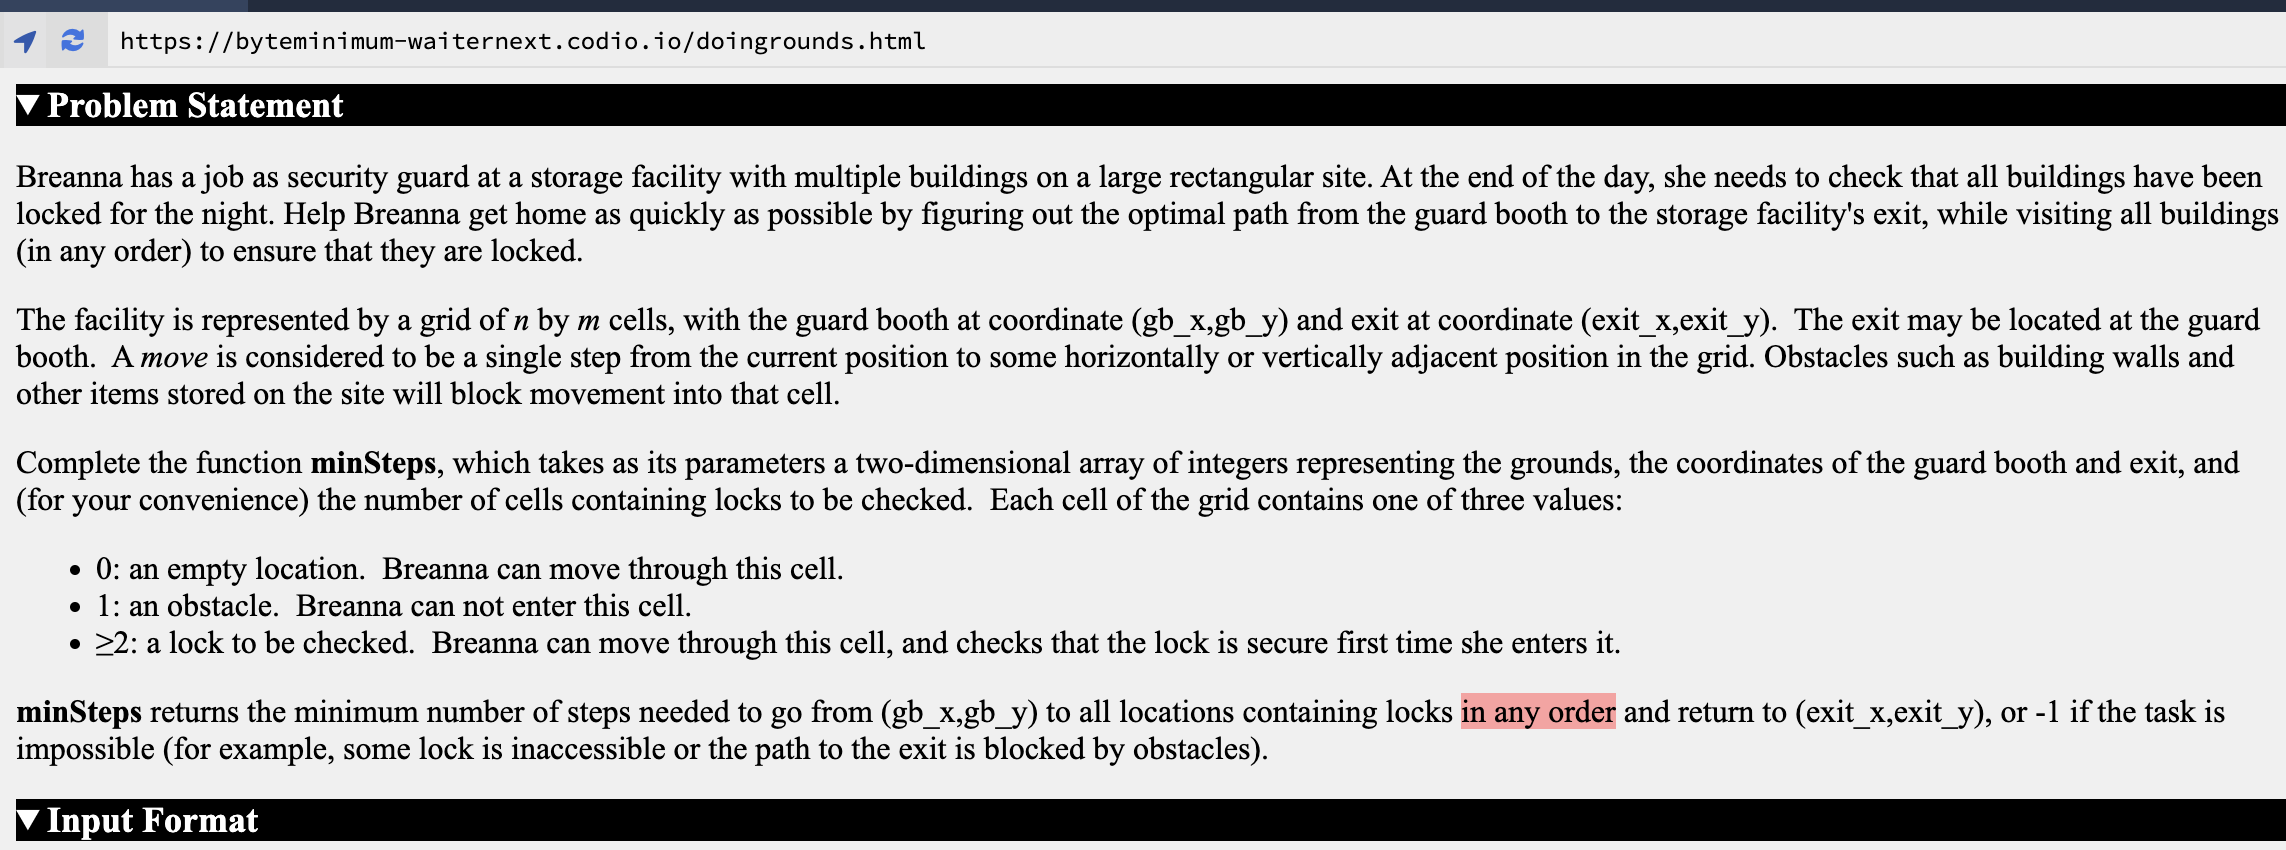 https://byteminimum-waiternext.codio.io/doingrounds.html
▼ Problem Statement
Breanna has a job as security guard at a storage facility with multiple buildings on a large rectangular site. At the end of the day, she needs to check that all buildings have been
locked for the night. Help Breanna get home as quickly as possible by figuring out the optimal path from the guard booth to the storage facility's exit, while visiting all buildings
(in any order) to ensure that they are locked.
The facility is represented by a grid of n by m cells, with the guard booth at coordinate (gb_x,gb_y) and exit at coordinate (exit_x,exit_y).  The exit may be located at the guard
booth.  A move is considered to be a single step from the current position to some horizontally or vertically adjacent position in the grid. Obstacles such as building walls and
other items stored on the site will block movement into that cell.
Complete the function minSteps, which takes as its parameters a two-dimensional array of integers representing the grounds, the coordinates of the guard booth and exit, and
(for your convenience) the number of cells containing locks to be checked.  Each cell of the grid contains one of three values:
• 0: an empty location.  Breanna can move through this cell.
• 1: an obstacle.  Breanna can not enter this cell.
• ≥2: a lock to be checked.  Breanna can move through this cell, and checks that the lock is secure first time she enters it.
minSteps returns the minimum number of steps needed to go from (gb_x,gb_y) to all locations containing locks in any order and return to (exit_x,exit_y), or -1 if the task is
impossible (for example, some lock is inaccessible or the path to the exit is blocked by obstacles).
▼ Input Format